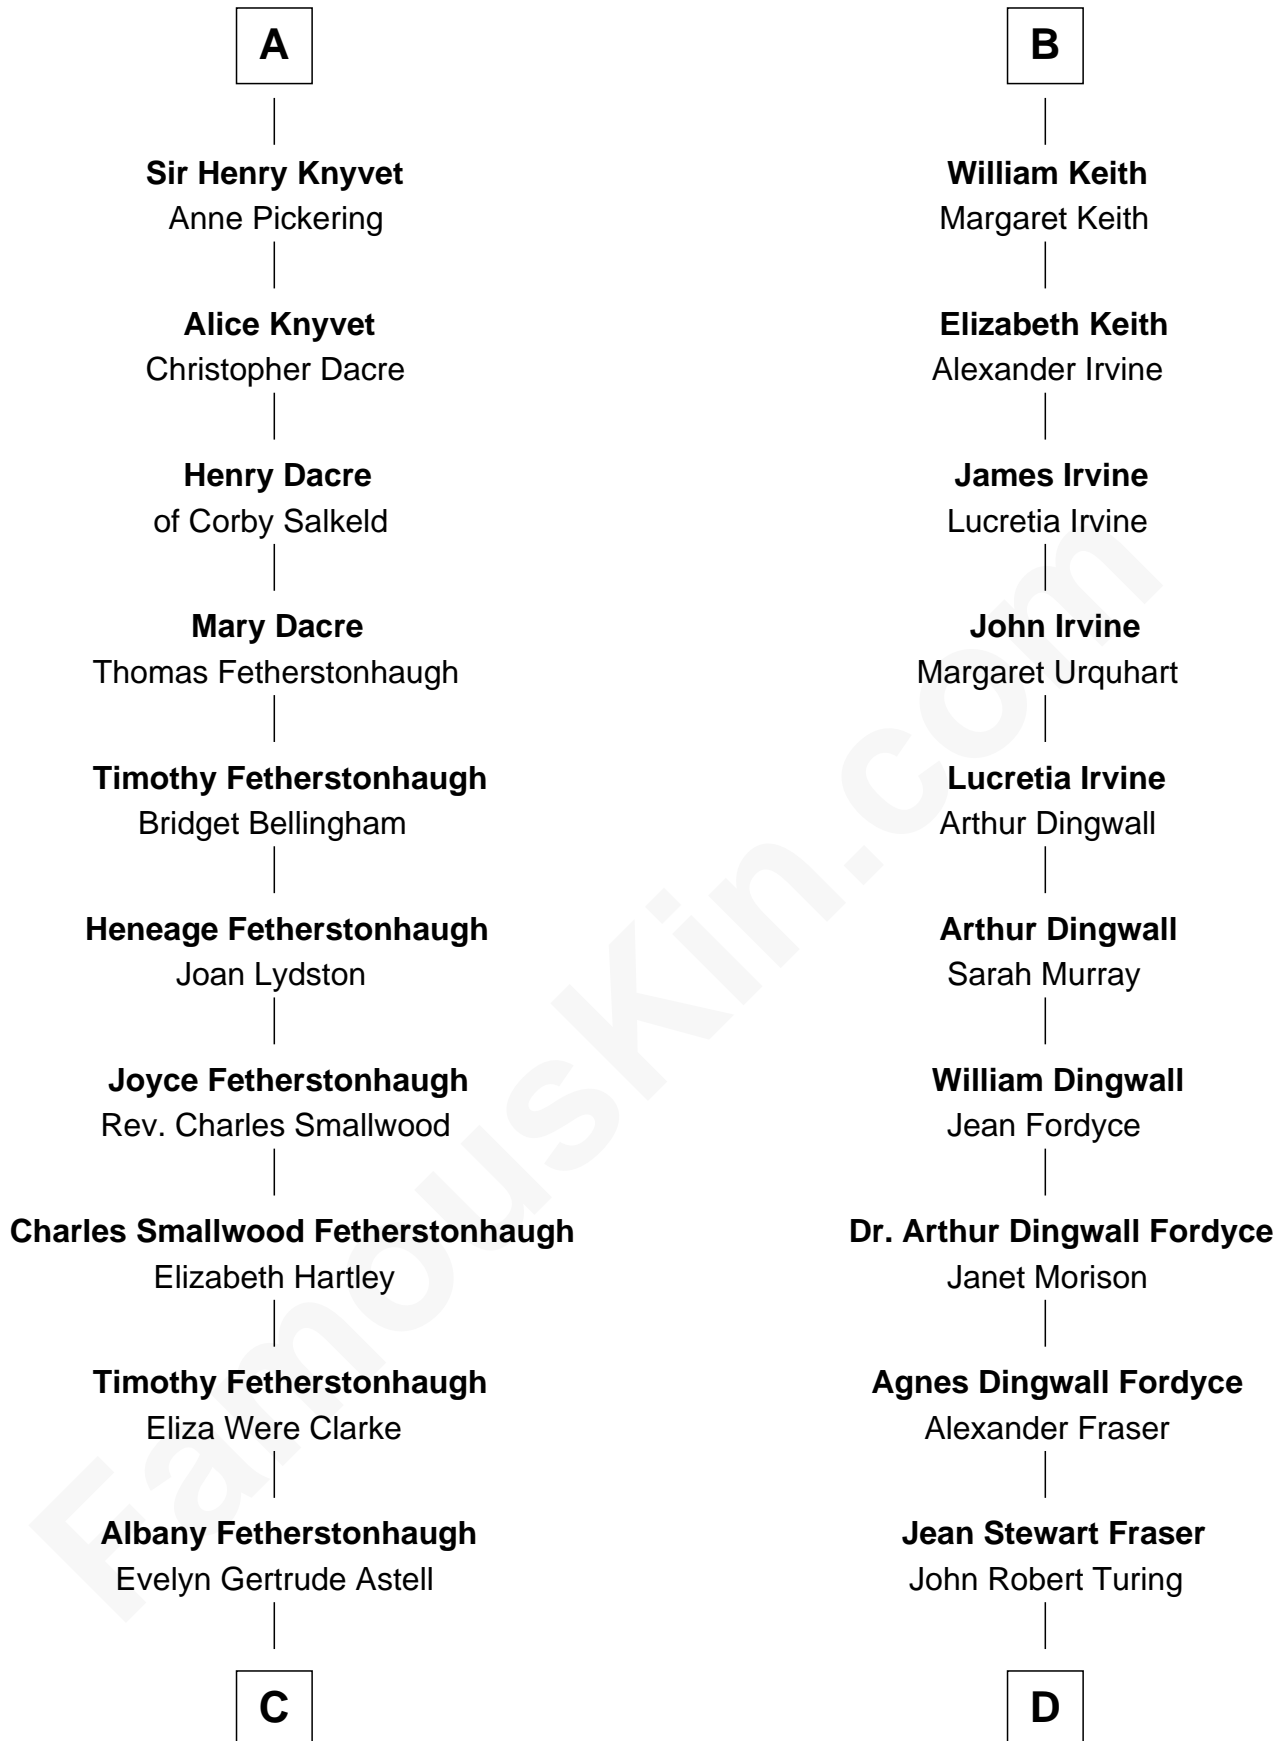 A
Sir Henry Knyvet
Anne Pickering
Alice Knyvet
Christopher Dacre
Henry Dacre
of Corby Salkeld
Mary Dacre
Thomas Fetherstonhaugh
Timothy Fetherstonhaugh
Bridget Bellingham
Heneage Fetherstonhaugh
Joan Lydston
Joyce Fetherstonhaugh
Rev. Charles Smallwood
Charles Smallwood Fetherstonhaugh
Elizabeth Hartley
Timothy Fetherstonhaugh
Eliza Were Clarke
Albany Fetherstonhaugh
Evelyn Gertrude Astell
C
B
William Keith
Margaret Keith
Elizabeth Keith
Alexander Irvine
James Irvine
Lucretia Irvine
John Irvine
Margaret Urquhart
Lucretia Irvine
Arthur Dingwall
Arthur Dingwall
Sarah Murray
William Dingwall
Jean Fordyce
Dr. Arthur Dingwall Fordyce
Janet Morison
Agnes Dingwall Fordyce
Alexander Fraser
Jean Stewart Fraser
John Robert Turing
D
FamousKin.com